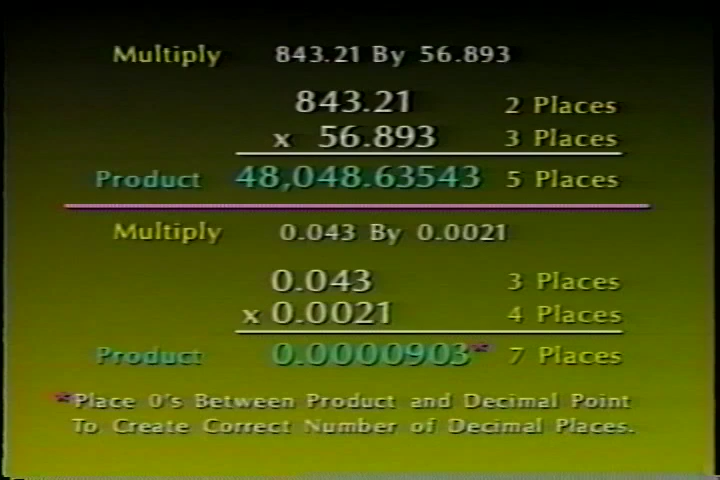 Multiply 843.21 By 56.893
843.21 2 Places
x 56.893 3 Places
Product 48,048.63543 5 Places
Multiply 0.043 By 0.0021
0.043 3 Places
x 0.0021 4 Places
Product 0.0000903* 7 Places
*Place 0's Between Product and Decimal Point
To Create Correct Number of Decimal Places.